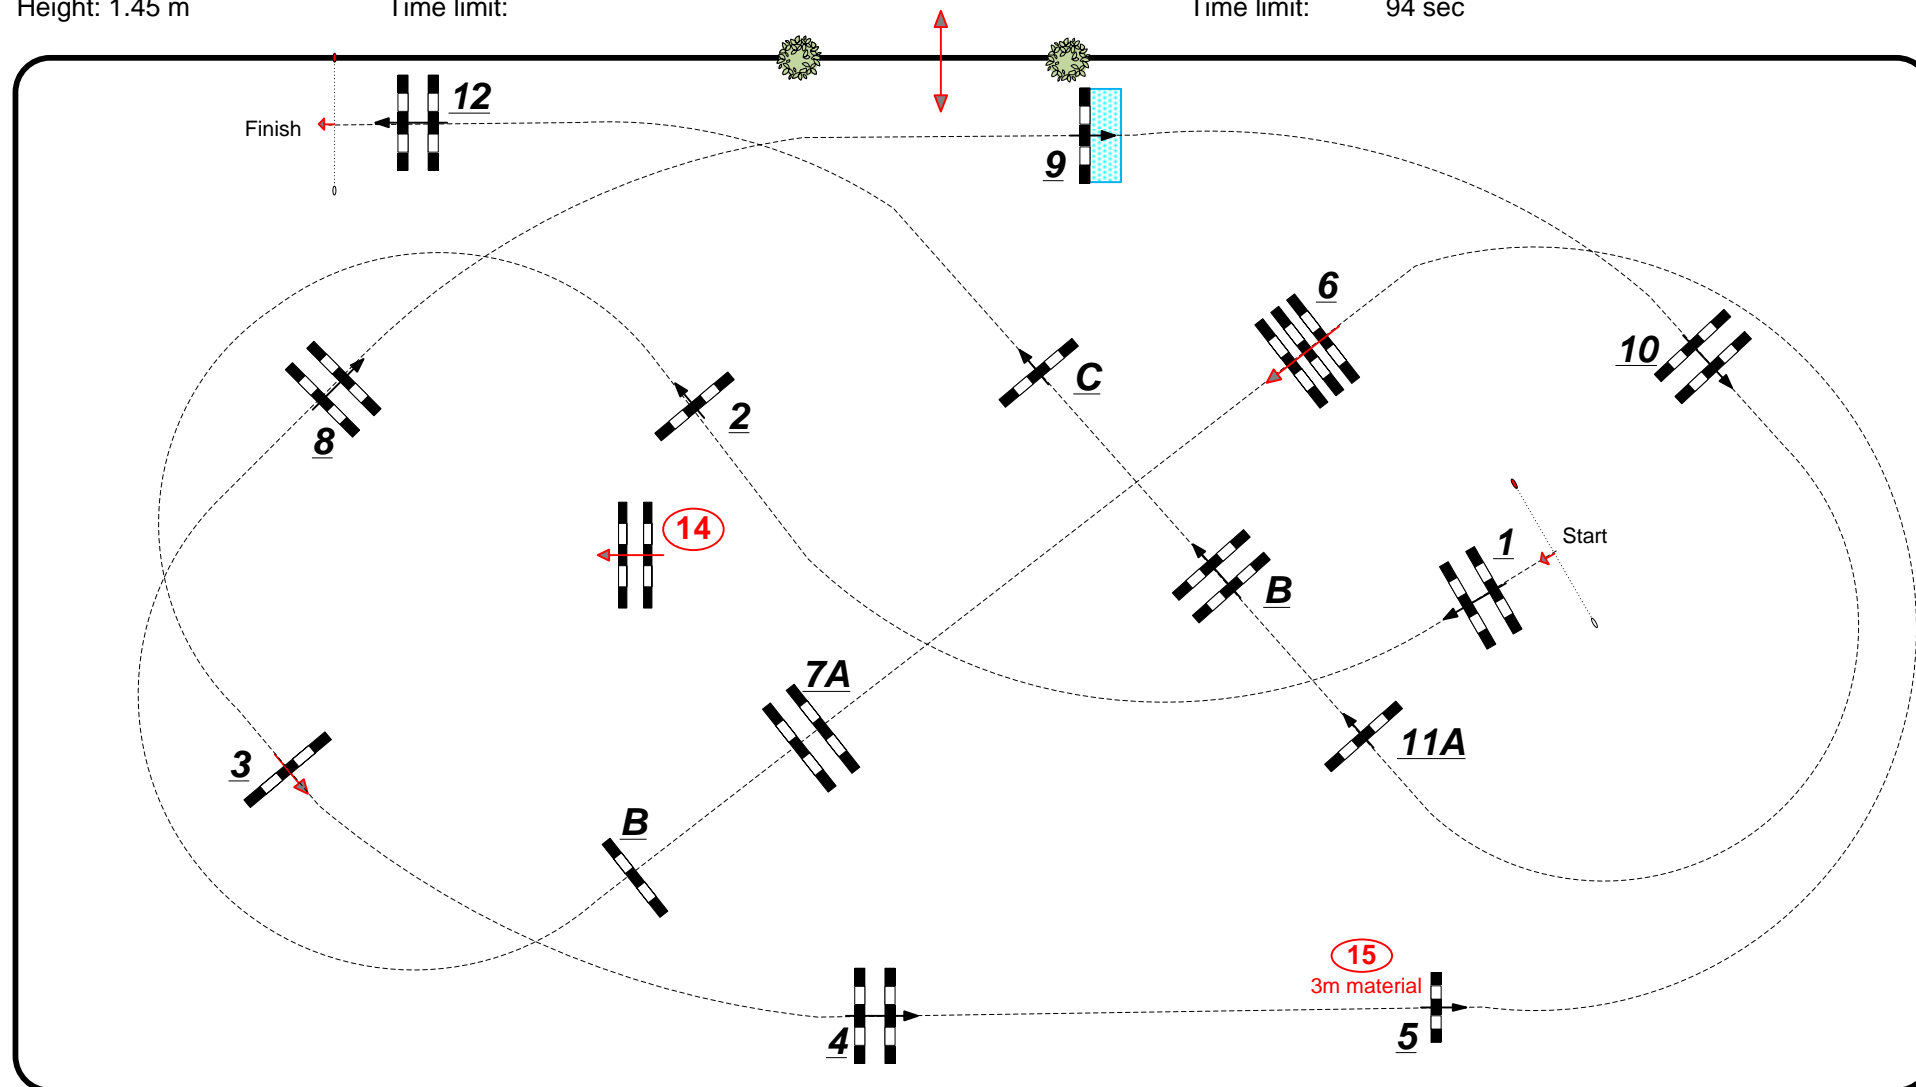 Height: 1.45 m
Time limit:
Time limit: 94 sec
12
Finish
9
6
10
C
8
2
14
1
Start
B
7A
11A
3
B
15
3m material
4
5